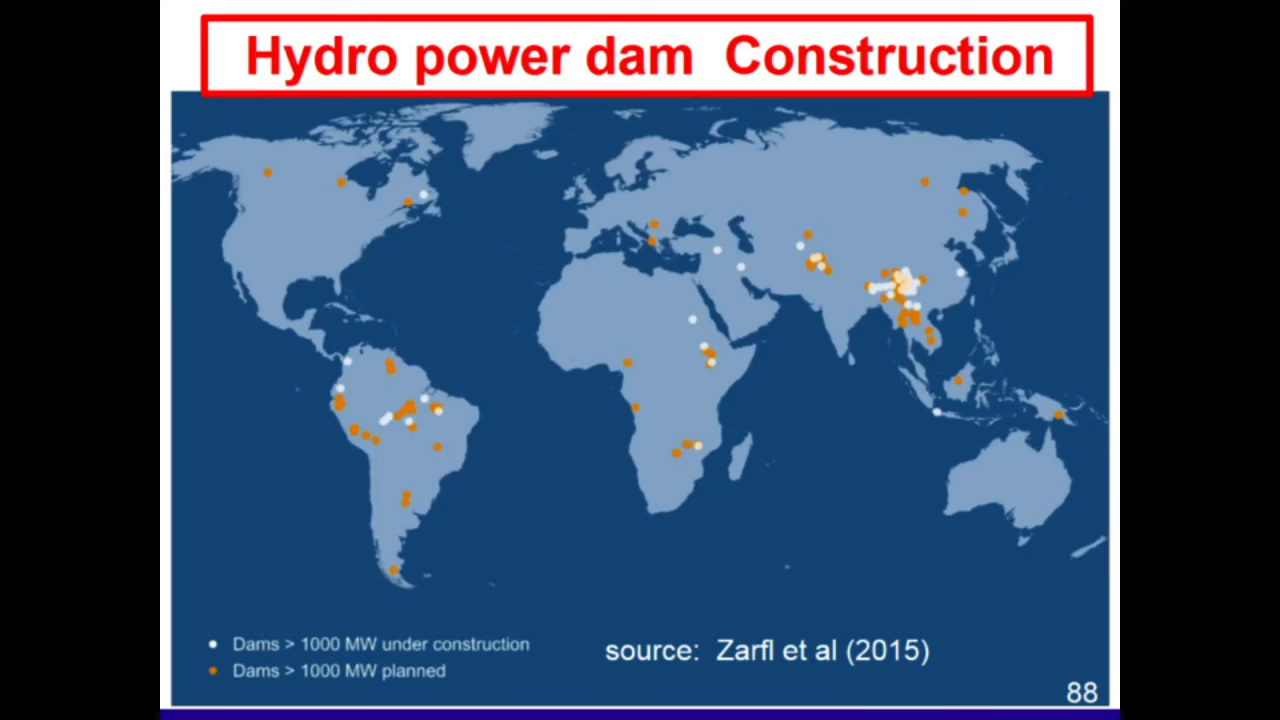 Hydro power dam Construction
Dams > 1000 MW under construction
source: Zarfl et al (2015)
Dams > 1000 MW planned
88